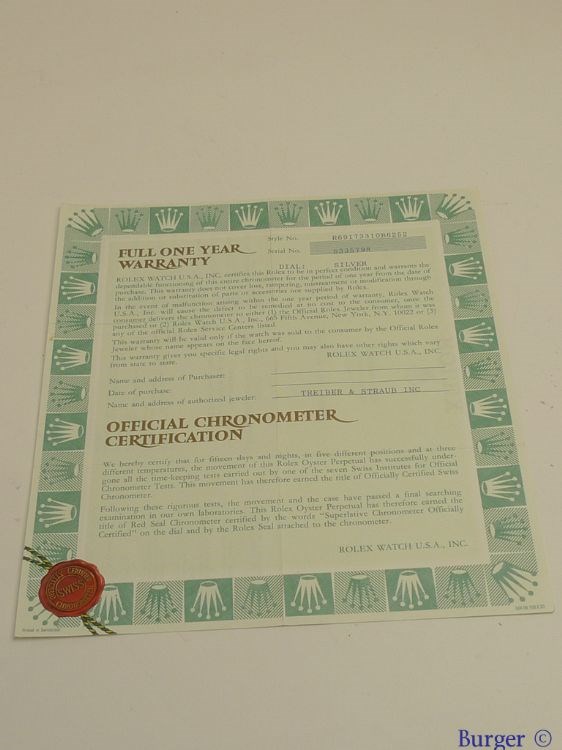 Style No. R69173310B6252
FULL ONE YEAR
WARRANTY
Serial No.
DIAL: SILVER
ROLEX WATCH U.S.A., INC. certifies this Rolex to be in perfect condition and warrants the
dependable functioning of this entire chronometer for the period of one year from the date of
purchase. This warranty does not cover loss, tampering, mistreatment or modification through
the addition or substitution of parts or accessories not supplied by Rolex.
In the event of malfunction arising within the one year period of warranty, Rolex Watch
U.S.A., Inc. will cause the defect to be remedied at no cost to the consumer, once the
consumer delivers the chronometer to either (1) the Official Rolex Jeweler from whom it was
purchased or (2) Rolex Watch U.S.A., Inc., 665 Fifth Avenue, New York, N.Y. 10022 or (3)
any of the official Rolex Service Centers listed.
This warranty will be valid only if the watch was sold to the consumer by the Official Rolex
Jeweler whose name appears on the face hereof.
This warranty gives you specific legal rights and you may also have other rights which vary
from state to state.
ROLEX WATCH U.S.A., INC.
Name and address of Purchaser:
Date of purchase:
Name and address of authorized jeweler: TREIBER & STRAUB INC
OFFICIAL CHRONOMETER
CERTIFICATION
We hereby certify that for fifteen days and nights, in five different positions and at three
different temperatures, the movement of this Rolex Oyster Perpetual has successfully under-
gone all the time-keeping tests carried out by one of the seven Swiss Institutes for Official
Chronometer Tests. This movement has therefore earned the title of Officially Certified Swiss
Chronometer.
Following these rigorous tests, the movement and the case have passed a final searching
examination in our own laboratories. This Rolex Oyster Perpetual has therefore earned the
title of Red Seal Chronometer certified by the words "Superlative Chronometer Officially
Certified" on the dial and by the Rolex Seal attached to the chronometer.
ROLEX WATCH U.S.A., INC.
SWISS
Printed in Switzerland
Burger ©